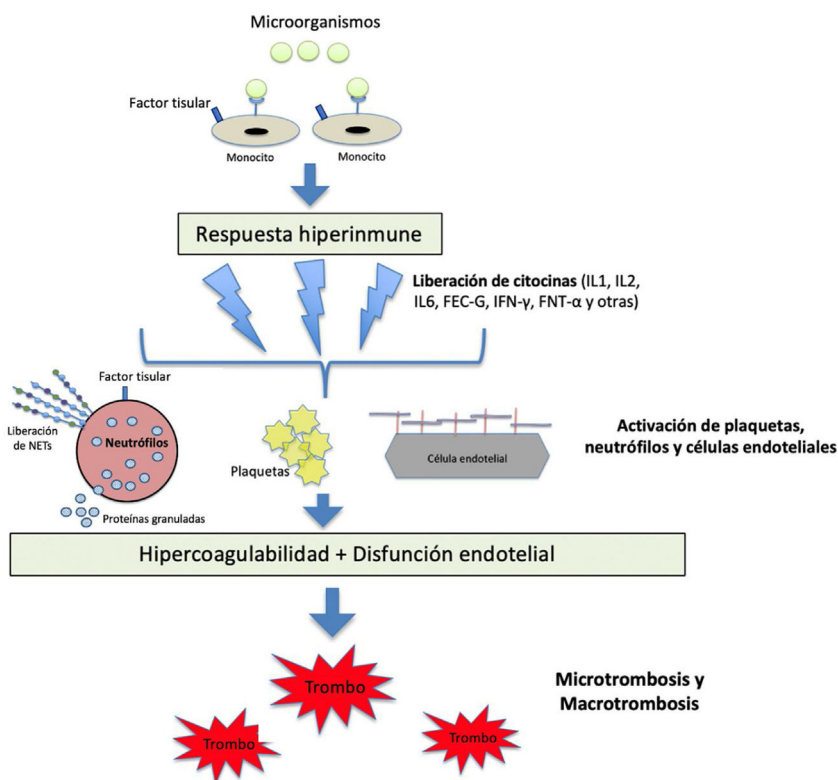 Microorganismos
Factor tisular
Monocito
Monocito
Respuesta hiperinmune
Liberación de citocinas (IL1, IL2,
IL6, FEC-G, IFN-γ, FNT-α y otras)
Factor tisular
Liberación
de NETs
Neutrófilos
Proteínas granuladas
Plaquetas
Célula endotelial
Activación de plaquetas,
neutrófilos y células endoteliales
Hipercoagulabilidad + Disfunción endotelial
Trombo
Trombo
Trombo
Microtrombosis y
Macrotrombosis